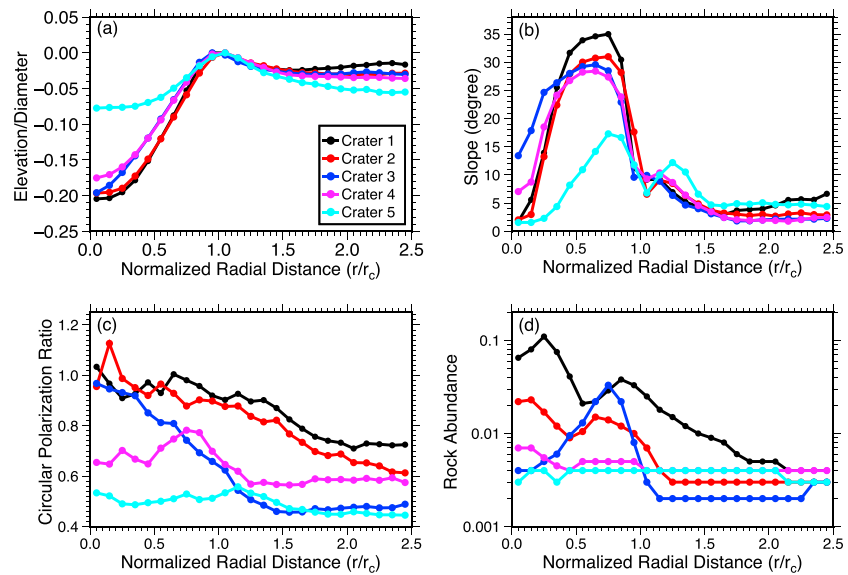 (a)
0.05
0.00
−0.05
−0.10
−0.15
−0.20
−0.25
Elevation/Diameter
Crater 1
Crater 2
Crater 3
Crater 4
Crater 5
0.0 0.5 1.0 1.5 2.0 2.5
Normalized Radial Distance (r/rc)
(b)
35
30
25
20
15
10
5
0
Slope (degree)
0.0 0.5 1.0 1.5 2.0 2.5
Normalized Radial Distance (r/rc)
(c)
1.2
1.0
0.8
0.6
0.4
Circular Polarization Ratio
0.0 0.5 1.0 1.5 2.0 2.5
Normalized Radial Distance (r/rc)
(d)
0.1
0.01
0.001
Rock Abundance
0.0 0.5 1.0 1.5 2.0 2.5
Normalized Radial Distance (r/rc)